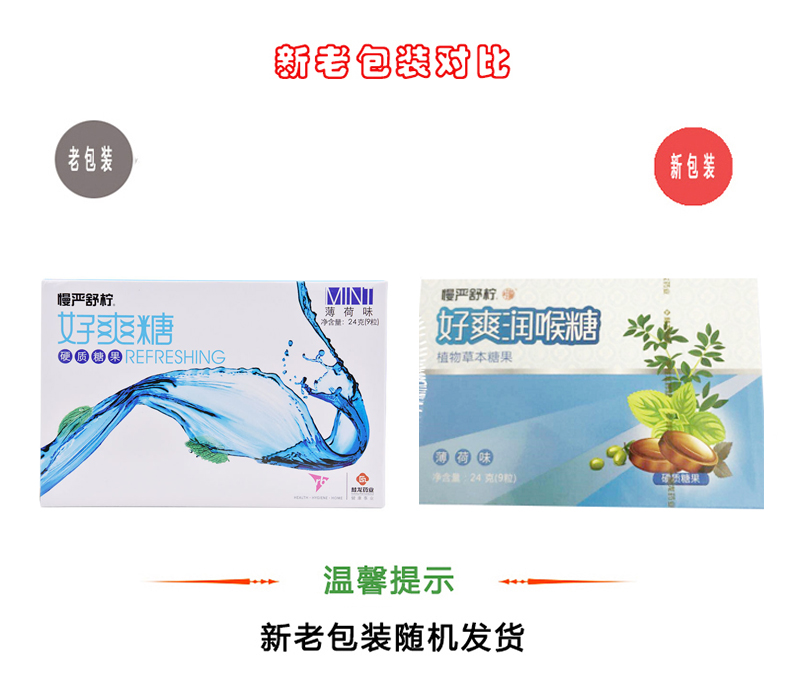 新老包装对比
老包装
新包装
慢严舒柠
好爽糖
硬质糖果 REFRESHING
MINT
薄荷味
净含量：24克(9粒)
HEALTH · HYGIENE · HOME
慢严舒柠
好爽润喉糖
植物草本糖果
薄荷味
净含量：24克(9粒)
硬质糖果
温馨提示
新老包装随机发货